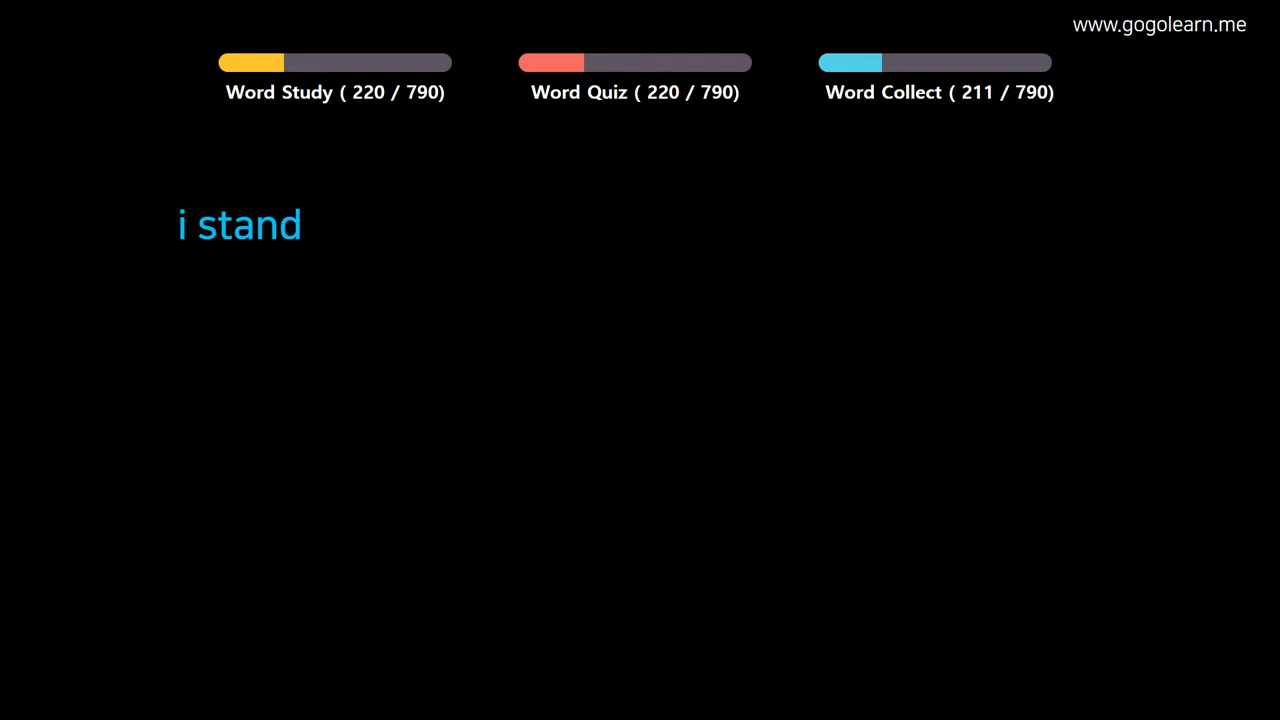 www.gogolearn.me
Word Study ( 220 / 790)
Word Quiz ( 220 / 790)
Word Collect ( 211 / 790)
i stand